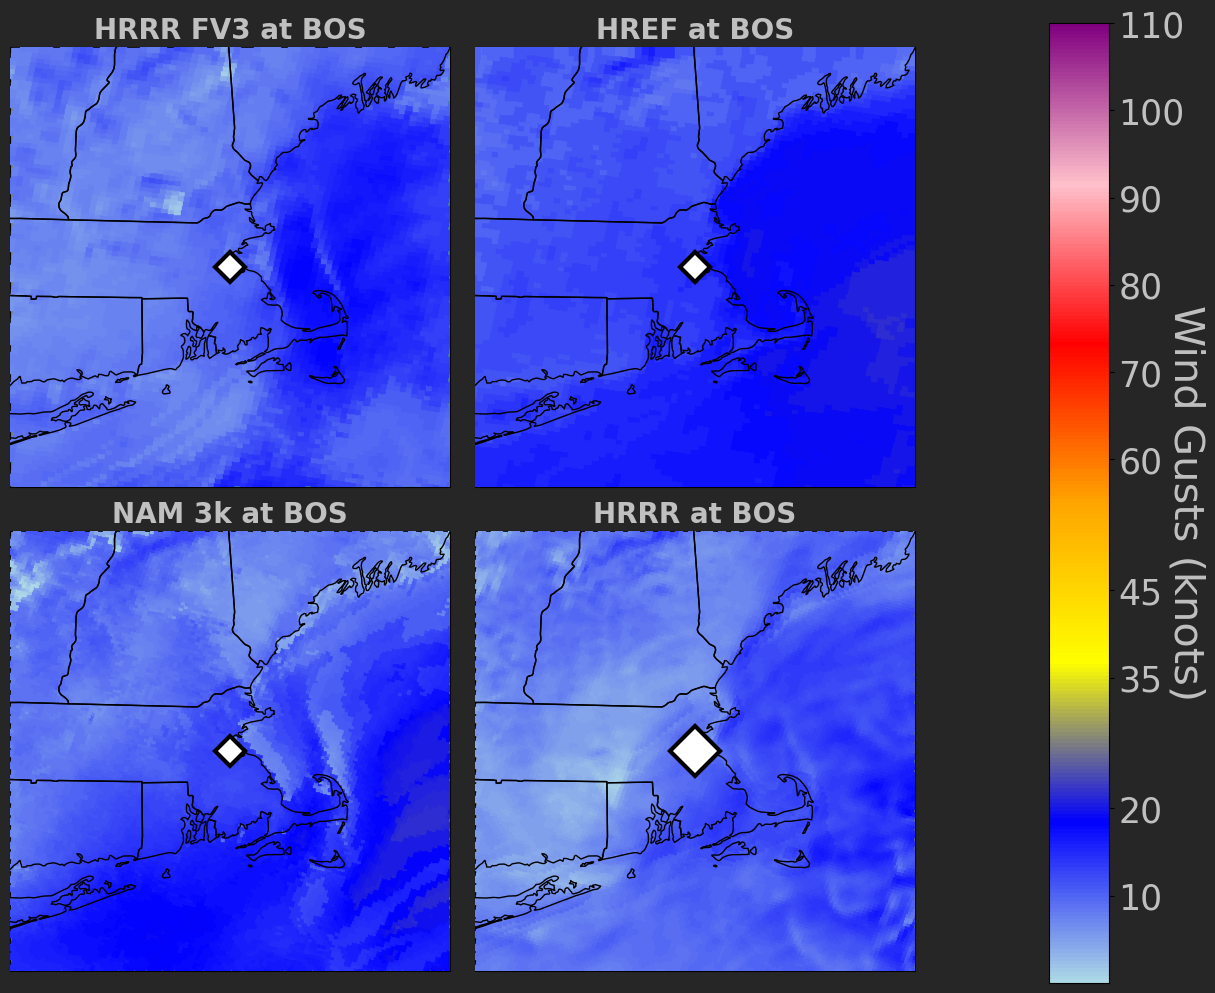 HRRR FV3 at BOS
HREF at BOS
NAM 3k at BOS
HRRR at BOS
110
100
90
80
70
60
45
35
20
10
Wind Gusts (knots)